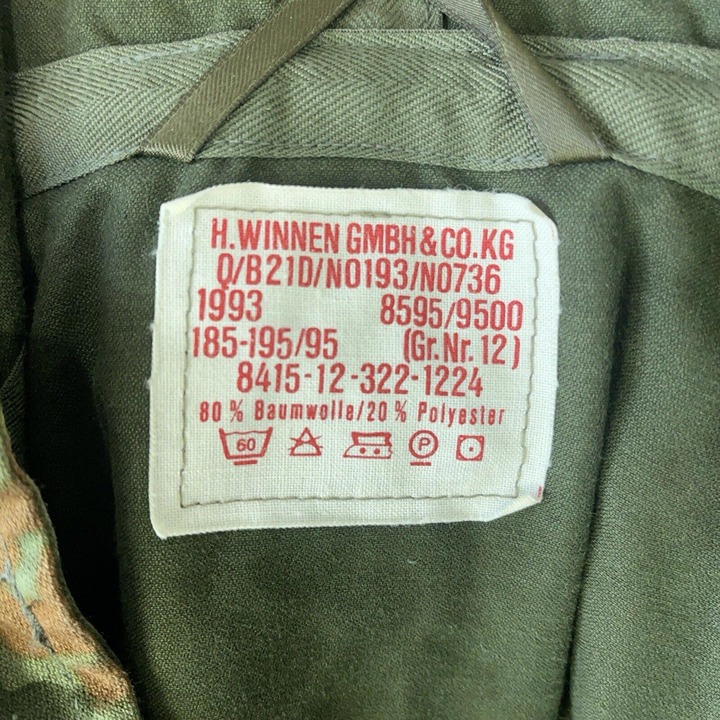 H.WINNEN GMBH & CO.KG
Q/B21D/N0193/N0736
1993 8595/9500
185-195/95 (Gr.Nr.12)
8415-12-322-1224
80 % Baumwolle/20 % Polyester
60 P